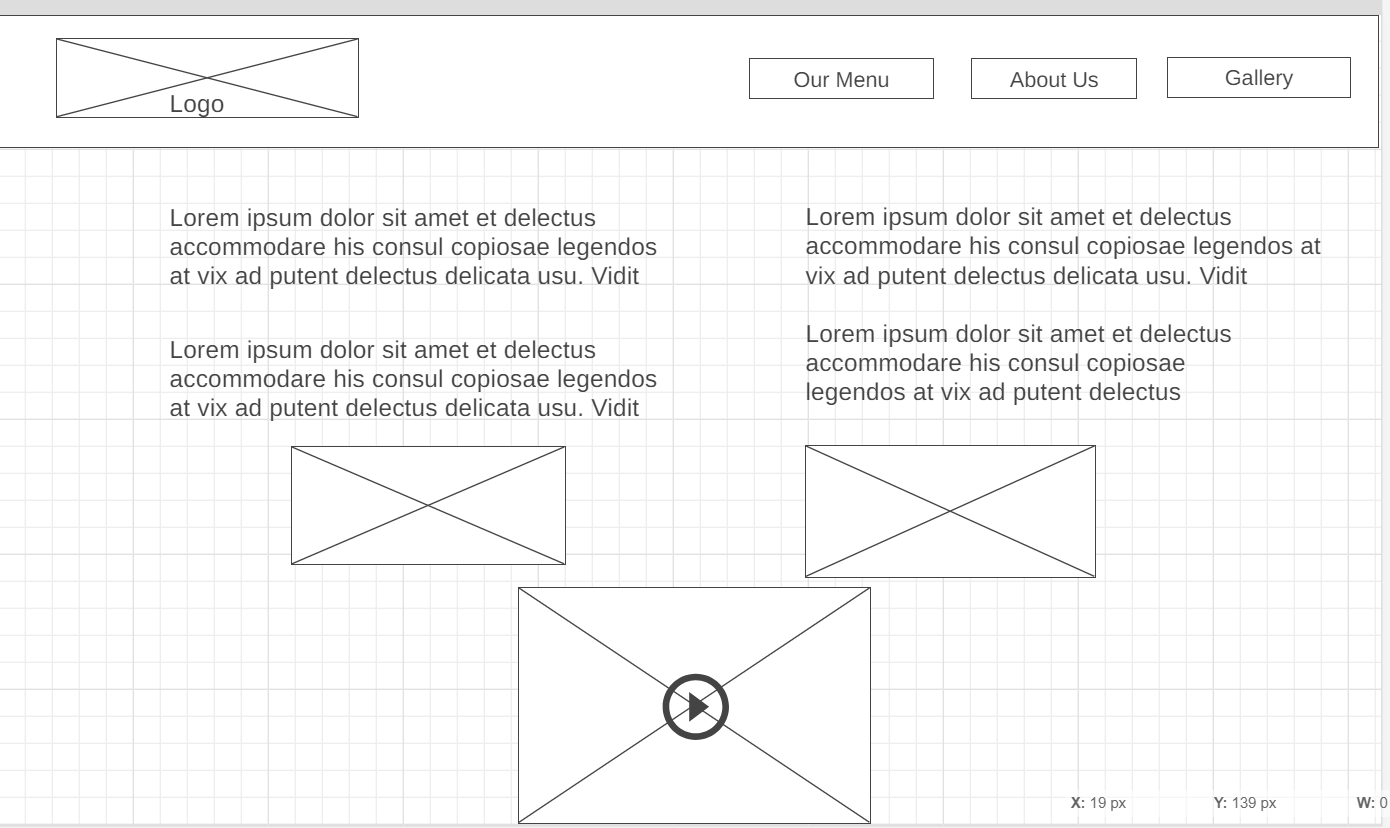 Logo
Our Menu
About Us
Gallery
Lorem ipsum dolor sit amet et delectus
accommodare his consul copiosae legendos
at vix ad putent delectus delicata usu. Vidit
Lorem ipsum dolor sit amet et delectus
accommodare his consul copiosae legendos
at vix ad putent delectus delicata usu. Vidit
Lorem ipsum dolor sit amet et delectus
accommodare his consul copiosae legendos at
vix ad putent delectus delicata usu. Vidit
Lorem ipsum dolor sit amet et delectus
accommodare his consul copiosae
legendos at vix ad putent delectus
X: 19 px Y: 139 px W: 0